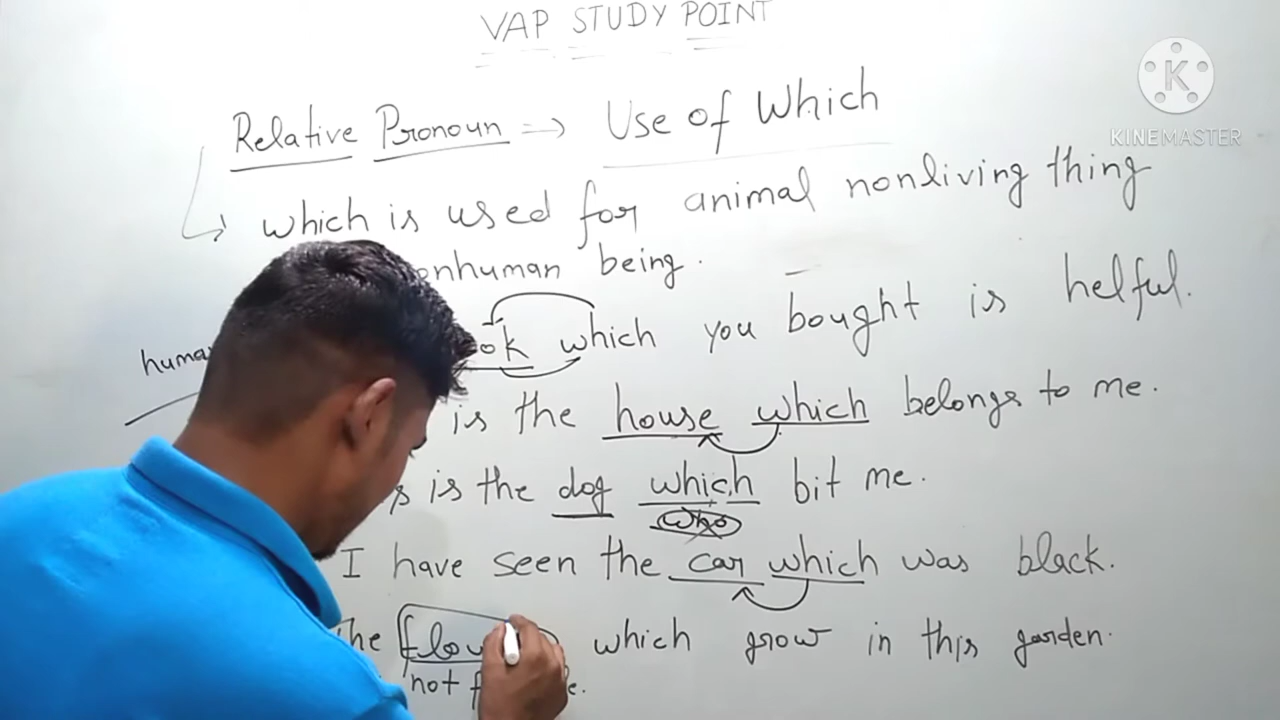 VAP STUDY POINT
KINEMASTER
Relative Pronoun => Use of Which
which is used for animal nonliving thing
being.
which you bought is helful.
is the house which belongs to me.
is the dog which bit me.
who
I have seen the car which was black.
which grow in this garden.
not